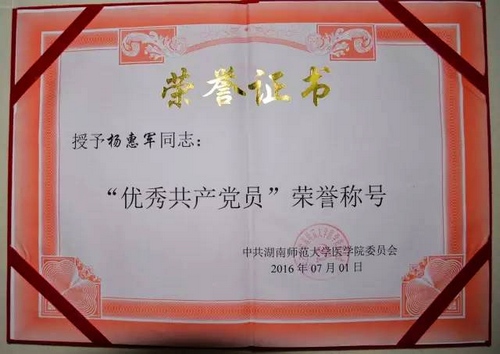 荣誉证书
授予杨惠军同志：
“优秀共产党员”荣誉称号
中共湖南师范大学医学院委员会
2016年07月01日